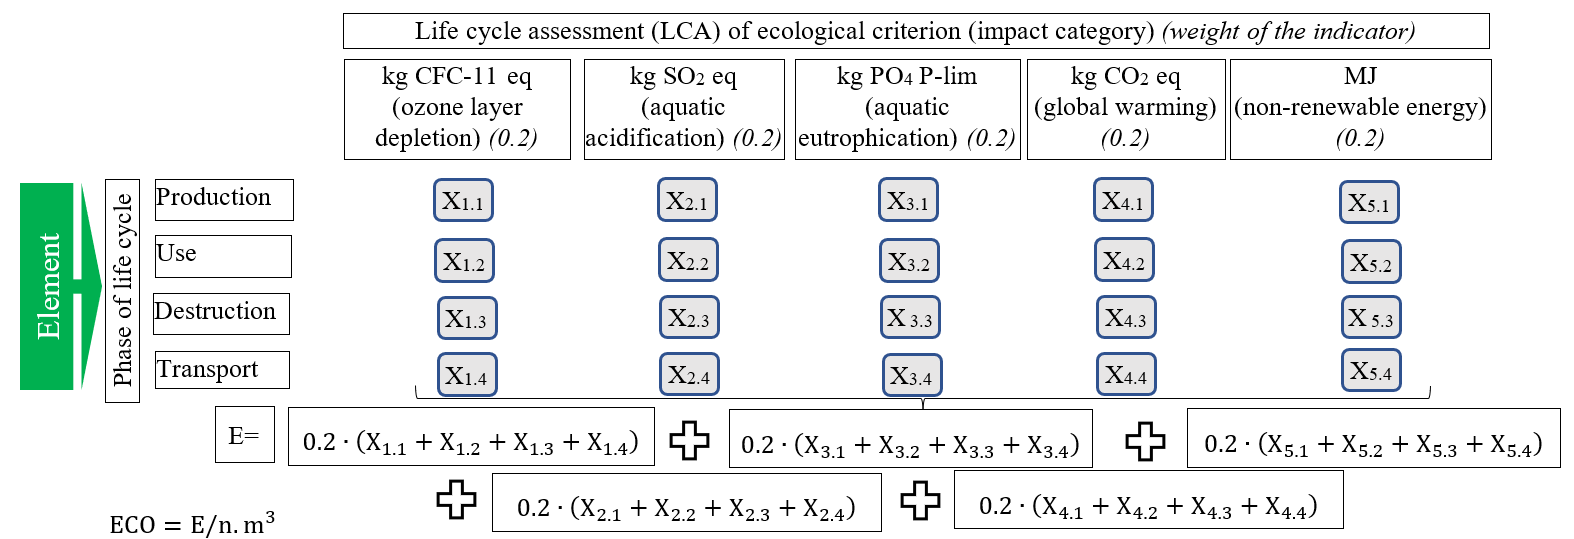 Life cycle assessment (LCA) of ecological criterion (impact category) (weight of the indicator)
kg CFC-11 eq
(ozone layer
depletion) (0.2)
kg SO₂ eq
(aquatic
acidification) (0.2)
kg PO₄ P-lim
(aquatic
eutrophication) (0.2)
kg CO₂ eq
(global warming)
(0.2)
MJ
(non-renewable energy)
(0.2)
Element
Phase of life cycle
Production
X₁.₁
X₂.₁
X₃.₁
X₄.₁
X₅.₁
Use
X₁.₂
X₂.₂
X₃.₂
X₄.₂
X₅.₂
Destruction
X₁.₃
X₂.₃
X ₃.₃
X₄.₃
X ₅.₃
Transport
X₁.₄
X₂.₄
X₃.₄
X₄.₄
X₅.₄
E=
0.2 · (X₁.₁ + X₁.₂ + X₁.₃ + X₁.₄)
0.2 · (X₃.₁ + X₃.₂ + X₃.₃ + X₃.₄)
0.2 · (X₅.₁ + X₅.₂ + X₅.₃ + X₅.₄)
0.2 · (X₂.₁ + X₂.₂ + X₂.₃ + X₂.₄)
0.2 · (X₄.₁ + X₄.₂ + X₄.₃ + X₄.₄)
ECO = E/n. m³